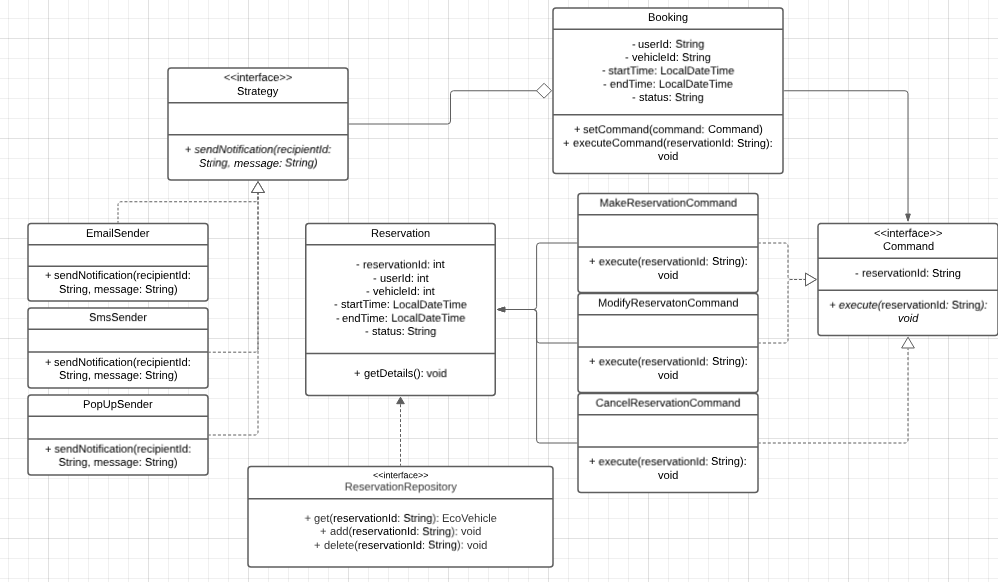 Booking
- userId: String
- vehicleId: String
- startTime: LocalDateTime
- endTime: LocalDateTime
- status: String
+ setCommand(command: Command)
+ executeCommand(reservationId: String):
void
<<interface>>
Strategy
+ sendNotification(recipientId:
String, message: String)
EmailSender
+ sendNotification(recipientId:
String, message: String)
SmsSender
+ sendNotification(recipientId:
String, message: String)
PopUpSender
+ sendNotification(recipientId:
String, message: String)
Reservation
- reservationId: int
- userId: int
- vehicleId: int
- startTime: LocalDateTime
- endTime: LocalDateTime
- status: String
+ getDetails(): void
MakeReservationCommand
+ execute(reservationId: String):
void
ModifyReservatonCommand
+ execute(reservationId: String):
void
CancelReservationCommand
+ execute(reservationId: String):
void
<<interface>>
Command
- reservationId: String
+ execute(reservationId: String):
void
<<interface>>
ReservationRepository
+ get(reservationId: String): EcoVehicle
+ add(reservationId: String): void
+ delete(reservationId: String): void